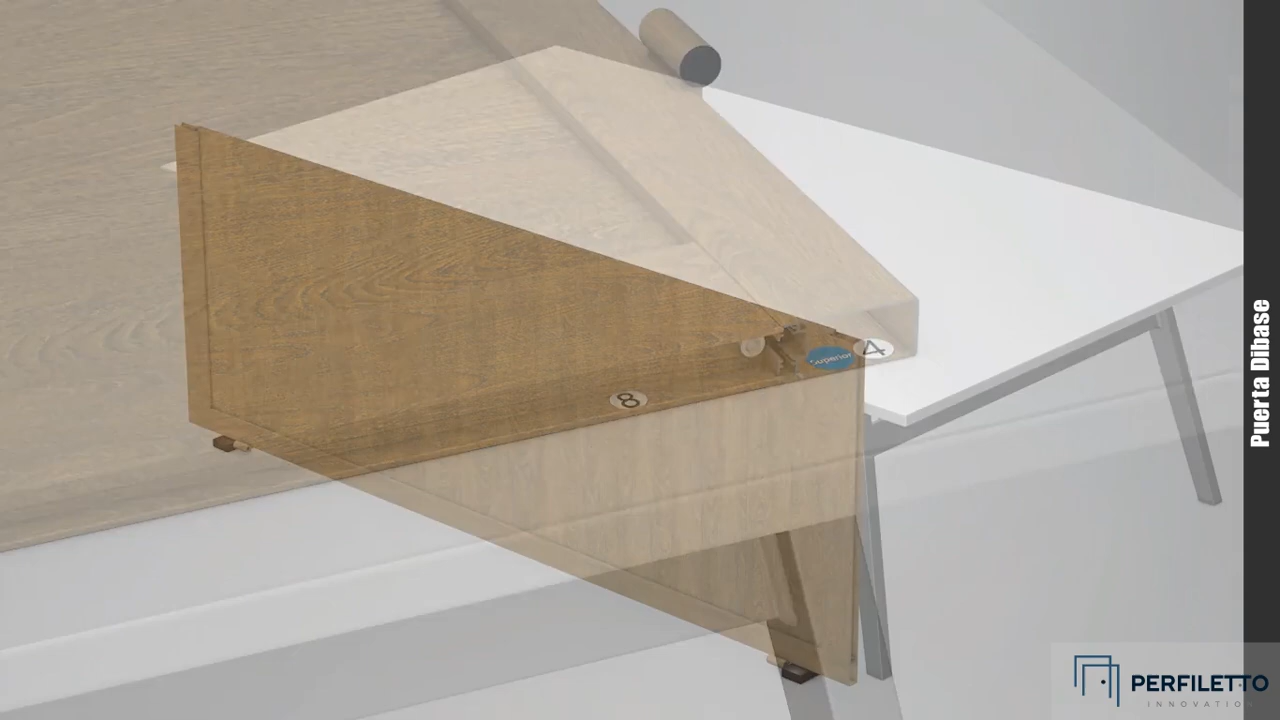 Superior
4
8
Puerta Dibase
PERFILETTO
INNOVATION